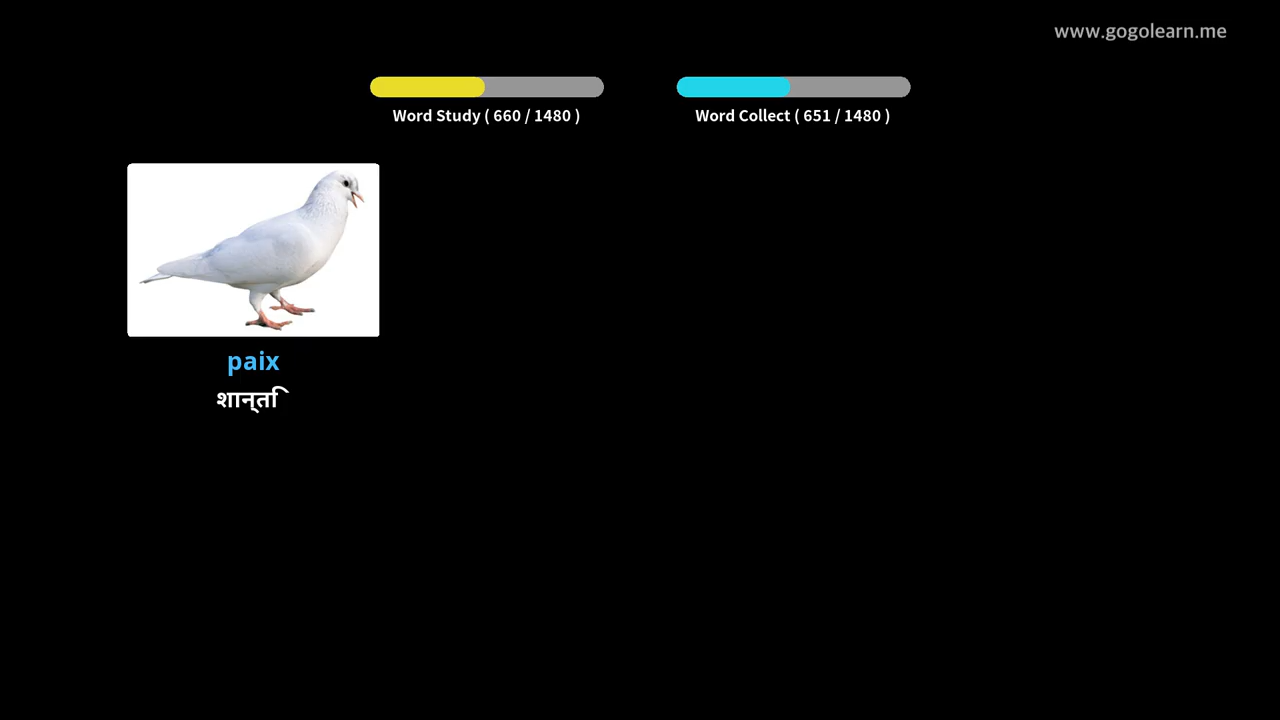 www.gogolearn.me
Word Study ( 660 / 1480 )
Word Collect ( 651 / 1480 )
paix
शान्ति